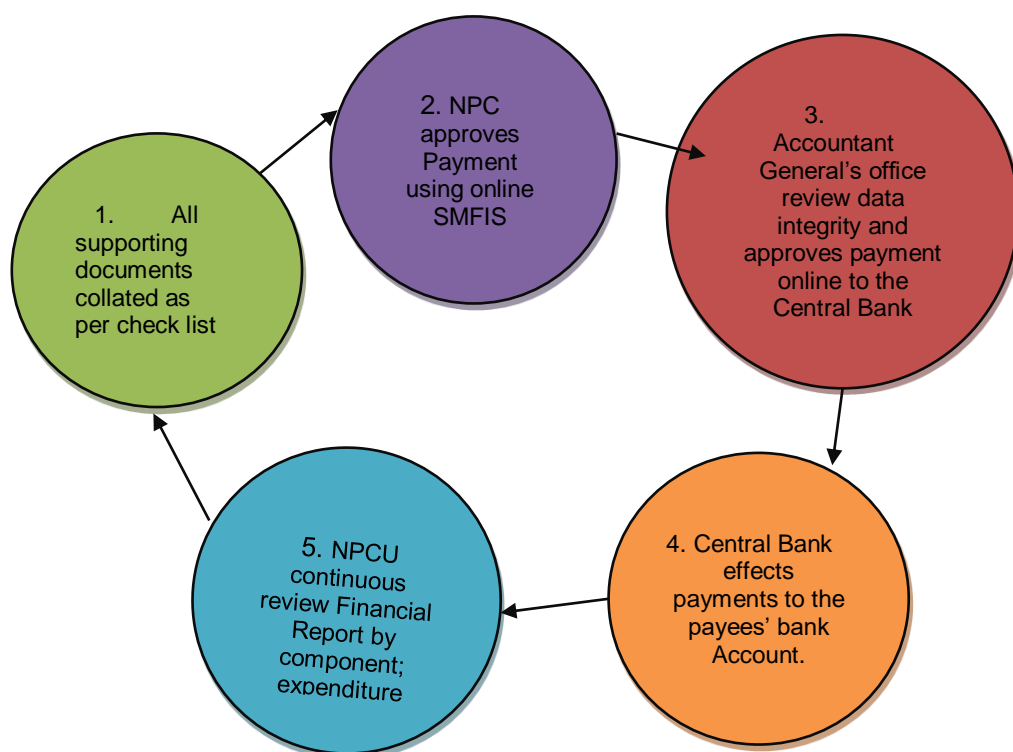 1. All
supporting
documents
collated as
per check list
2. NPC
approves
Payment
using online
SMFIS
3.
Accountant
General’s office
review data
integrity and
approves payment
online to the
Central Bank
4. Central Bank
effects
payments to the
payees’ bank
Account.
5. NPCU
continuous
review Financial
Report by
component;
expenditure